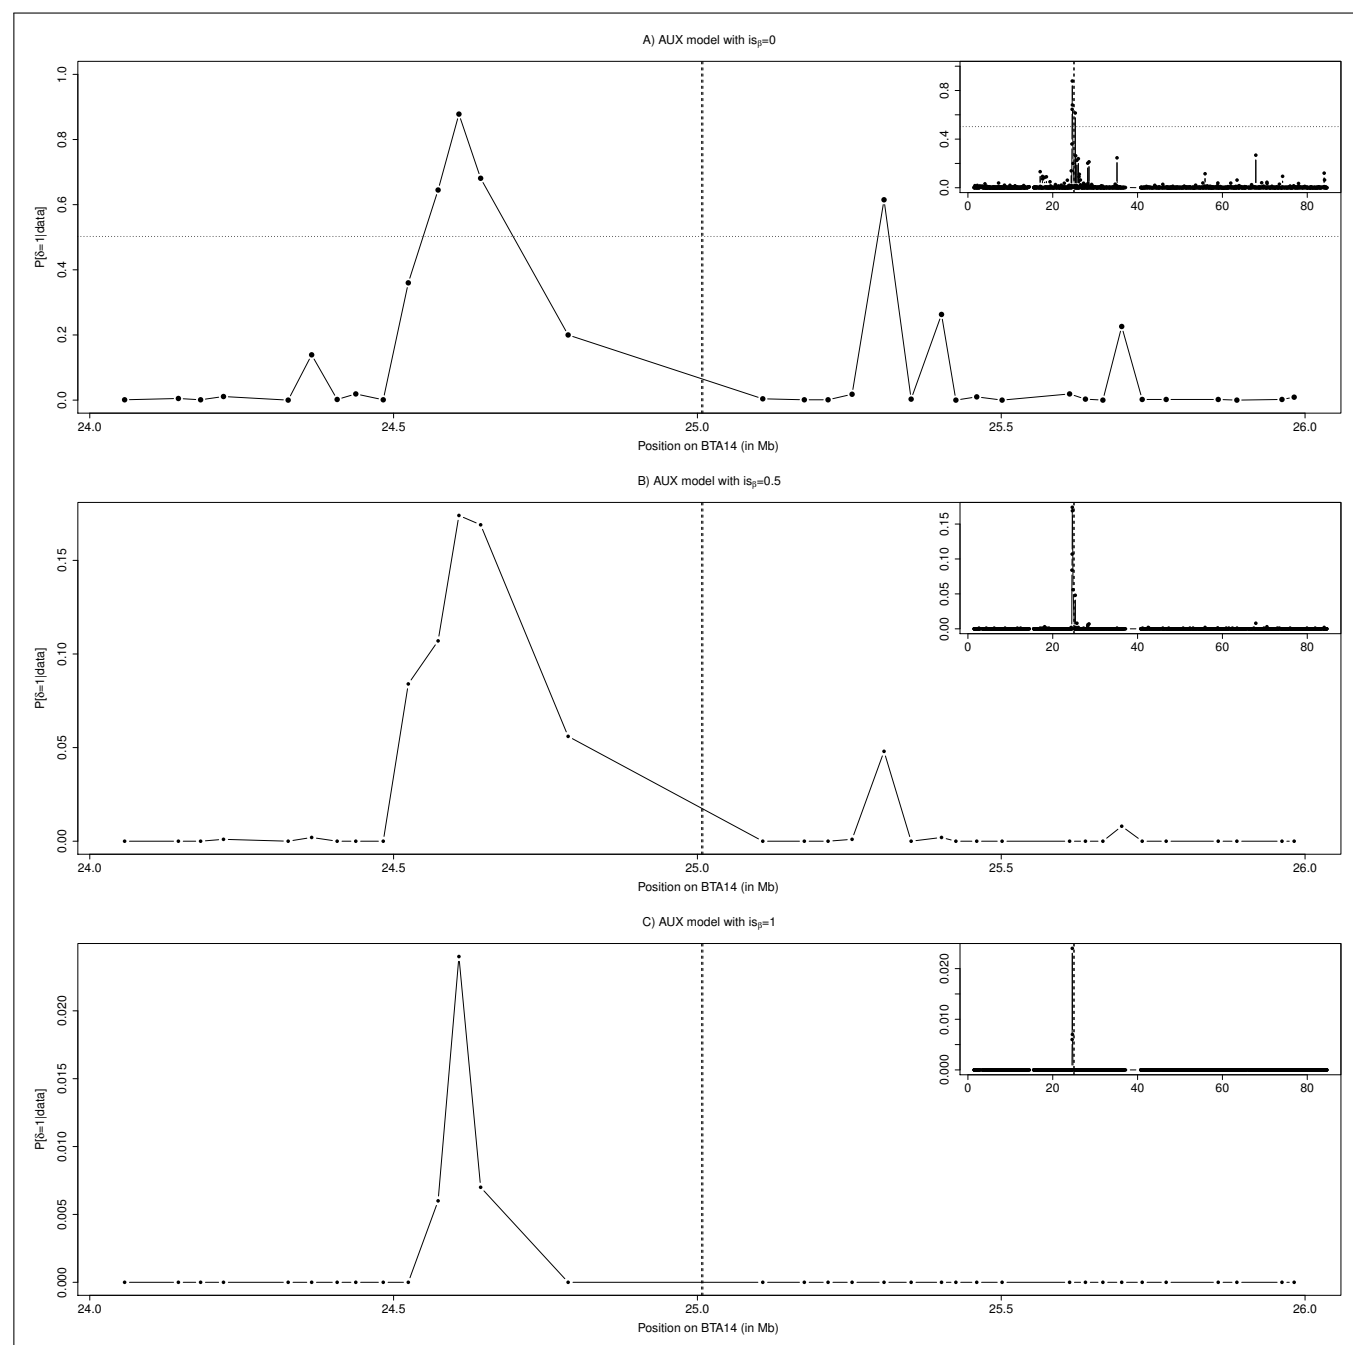 A) AUX model with isβ=0
P[δ=1|data]
0.0 0.2 0.4 0.6 0.8 1.0
0.0 0.4 0.8
0 20 40 60 80
24.0 24.5 25.0 25.5 26.0
Position on BTA14 (in Mb)
B) AUX model with isβ=0.5
P[δ=1|data]
0.00 0.05 0.10 0.15
0.00 0.05 0.10 0.15
0 20 40 60 80
24.0 24.5 25.0 25.5 26.0
Position on BTA14 (in Mb)
C) AUX model with isβ=1
P[δ=1|data]
0.000 0.005 0.010 0.015 0.020
0.000 0.010 0.020
0 20 40 60 80
24.0 24.5 25.0 25.5 26.0
Position on BTA14 (in Mb)